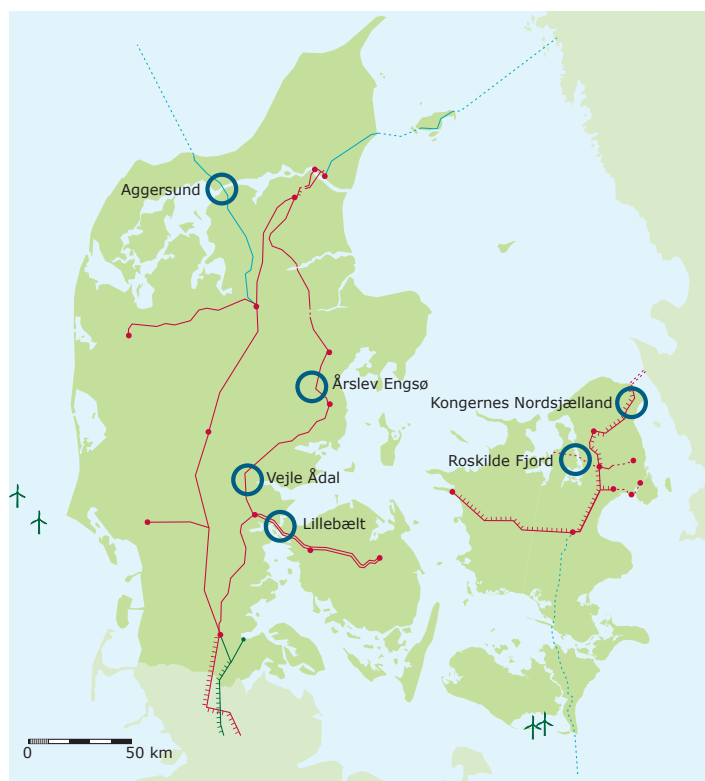 Aggersund
Årslev Engsø
Kongernes Nordsjælland
Roskilde Fjord
Vejle Ådal
Lillebælt
0 50 km